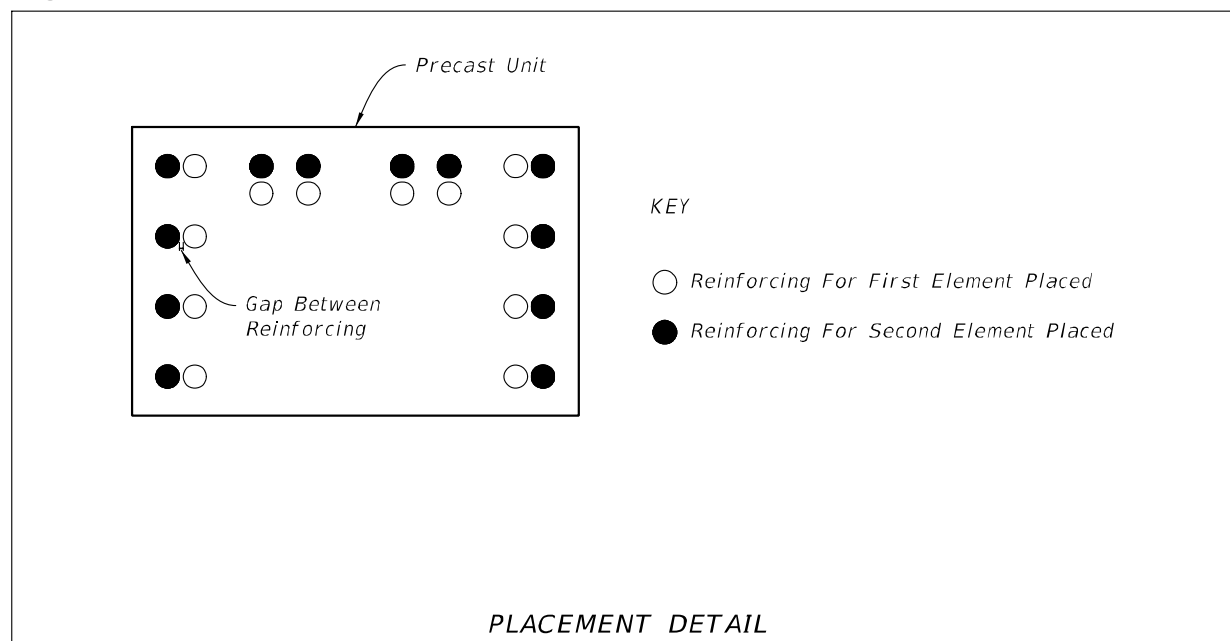 Precast Unit
KEY
Reinforcing For First Element Placed
Gap Between
Reinforcing
Reinforcing For Second Element Placed
PLACEMENT DETAIL